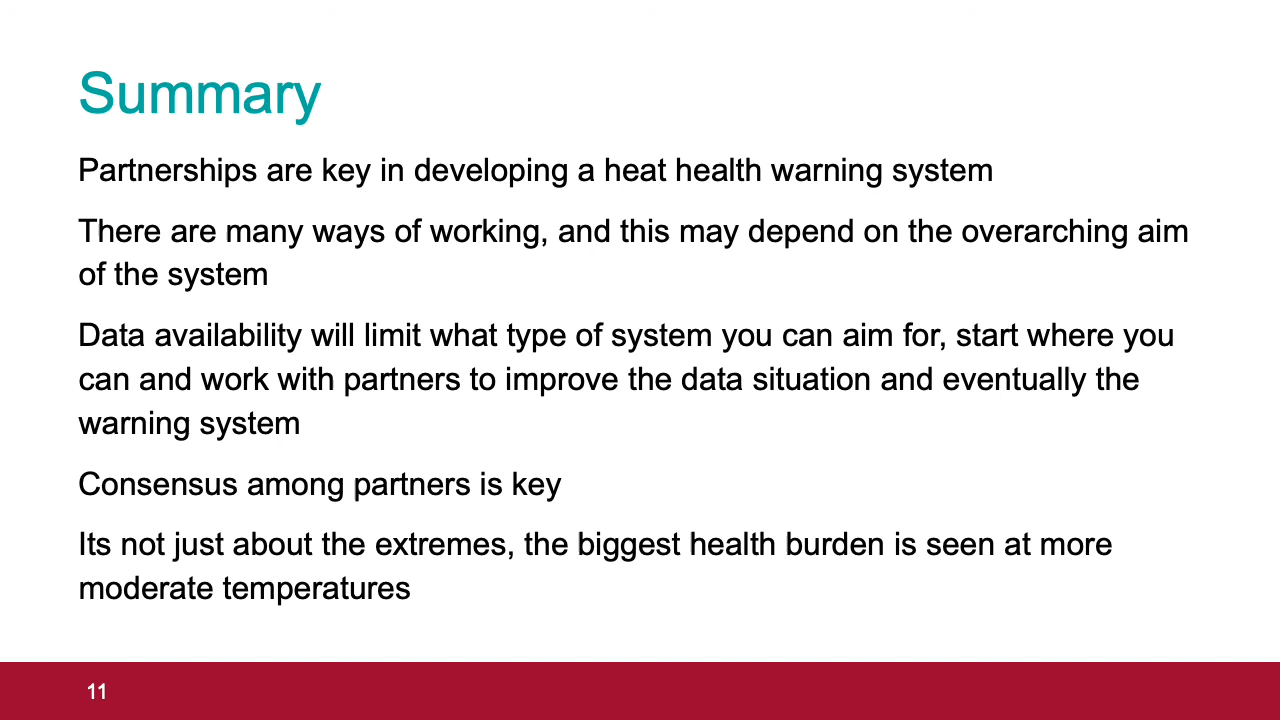 Summary
Partnerships are key in developing a heat health warning system
There are many ways of working, and this may depend on the overarching aim
of the system
Data availability will limit what type of system you can aim for, start where you
can and work with partners to improve the data situation and eventually the
warning system
Consensus among partners is key
Its not just about the extremes, the biggest health burden is seen at more
moderate temperatures
11